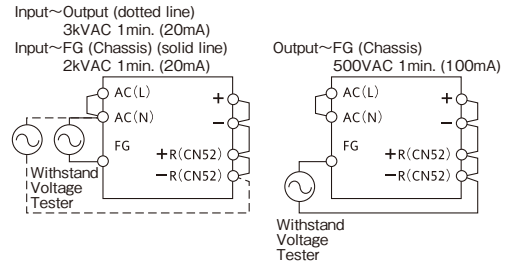 Input～Output (dotted line)
3kVAC 1min. (20mA)
Input～FG (Chassis) (solid line)
2kVAC 1min. (20mA)
AC(L)
AC(N)
FG
+
−
+R(CN52)
−R(CN52)
Withstand
Voltage
Tester
Output～FG (Chassis)
500VAC 1min. (100mA)
AC(L)
AC(N)
FG
+
−
+R(CN52)
−R(CN52)
Withstand
Voltage
Tester